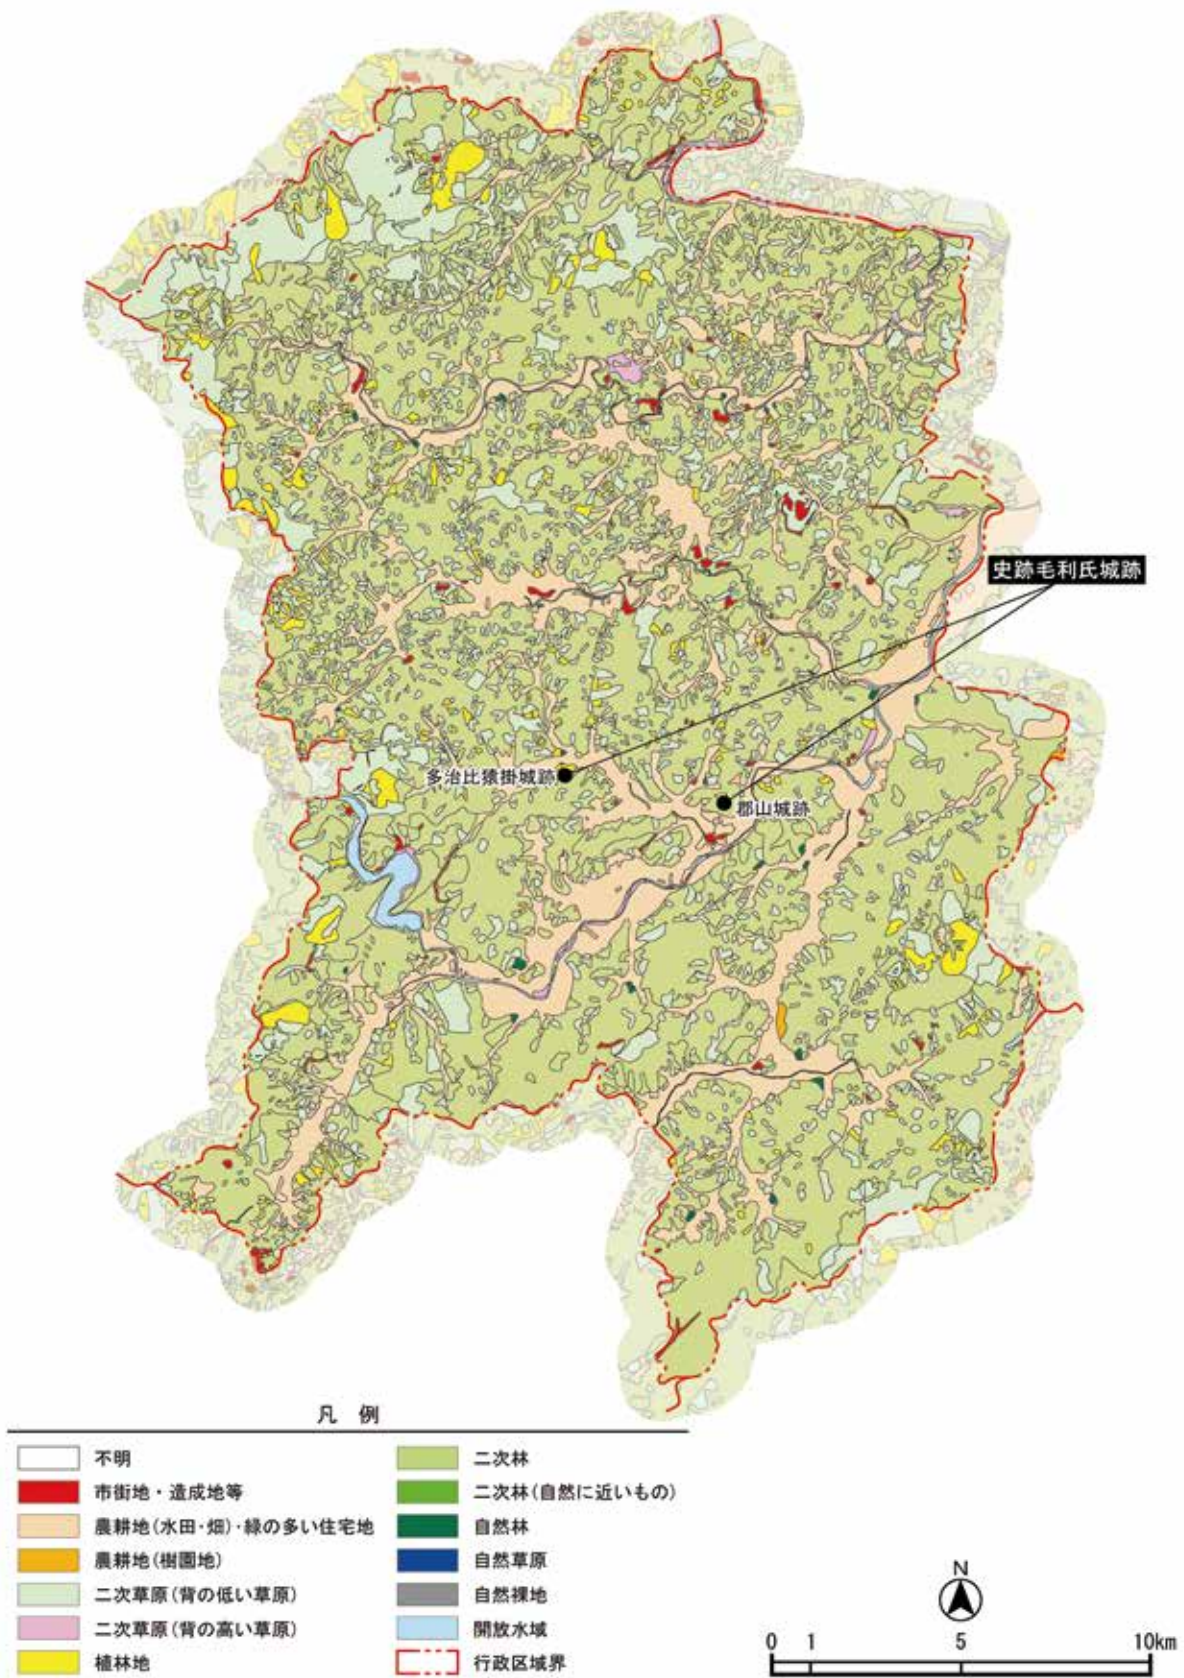 史跡毛利氏城跡
多治比猿掛城跡
郡山城跡
凡 例
不明
市街地・造成地等
農耕地(水田・畑)・緑の多い住宅地
農耕地(樹園地)
二次草原(背の低い草原)
二次草原(背の高い草原)
植林地
二次林
二次林(自然に近いもの)
自然林
自然草原
自然裸地
開放水域
行政区域界
N
0 1 5 10km